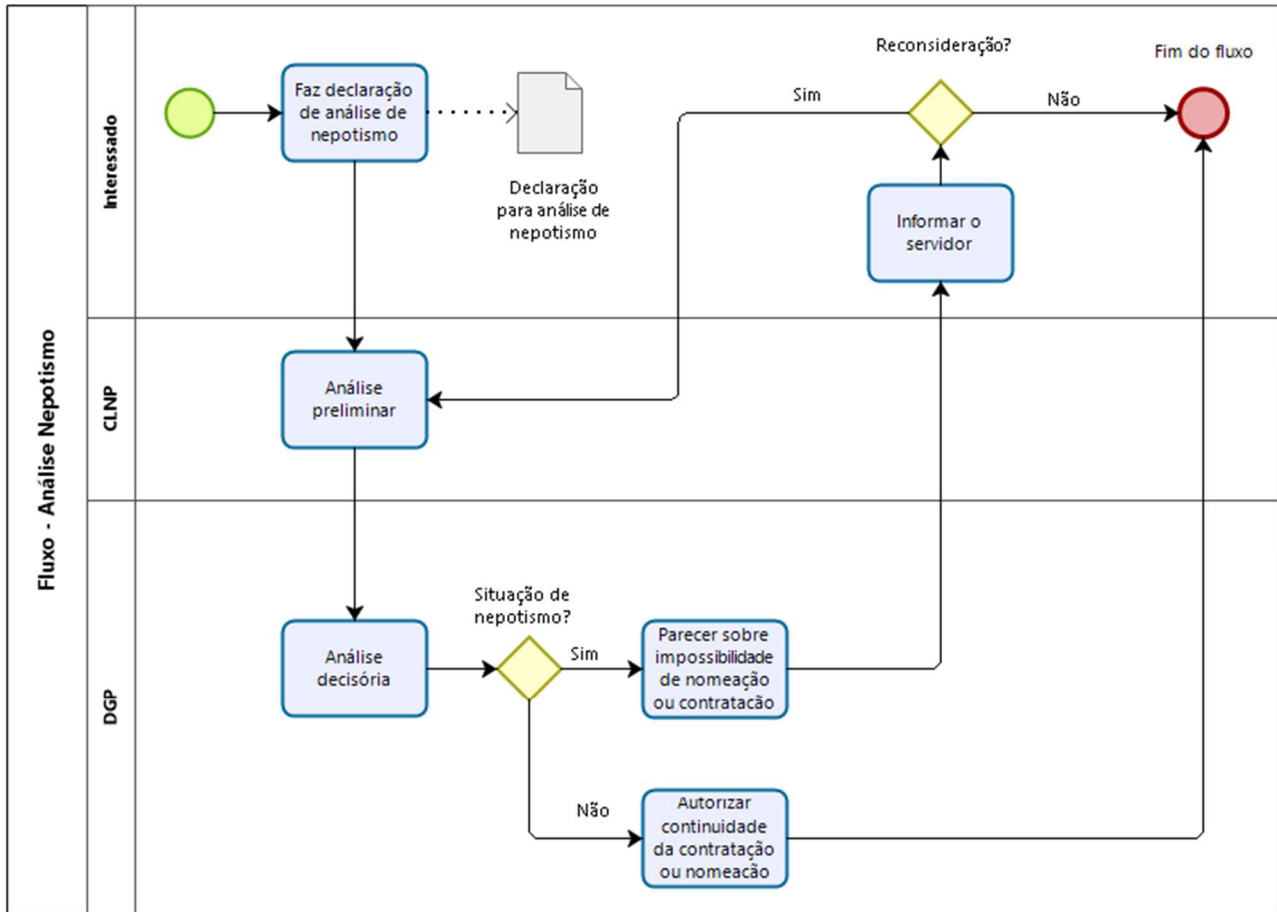 Fluxo - Análise Nepotismo
Interessado
Faz declaração
de análise de
nepotismo
Declaração
para análise de
nepotismo
Reconsideração?
Sim
Não
Fim do fluxo
Informar o
servidor
CLNP
Análise
preliminar
DGP
Análise
decisória
Situação de
nepotismo?
Sim
Parecer sobre
impossibilidade
de nomeação
ou contratacão
Não
Autorizar
continuidade
da contratação
ou nomeacão